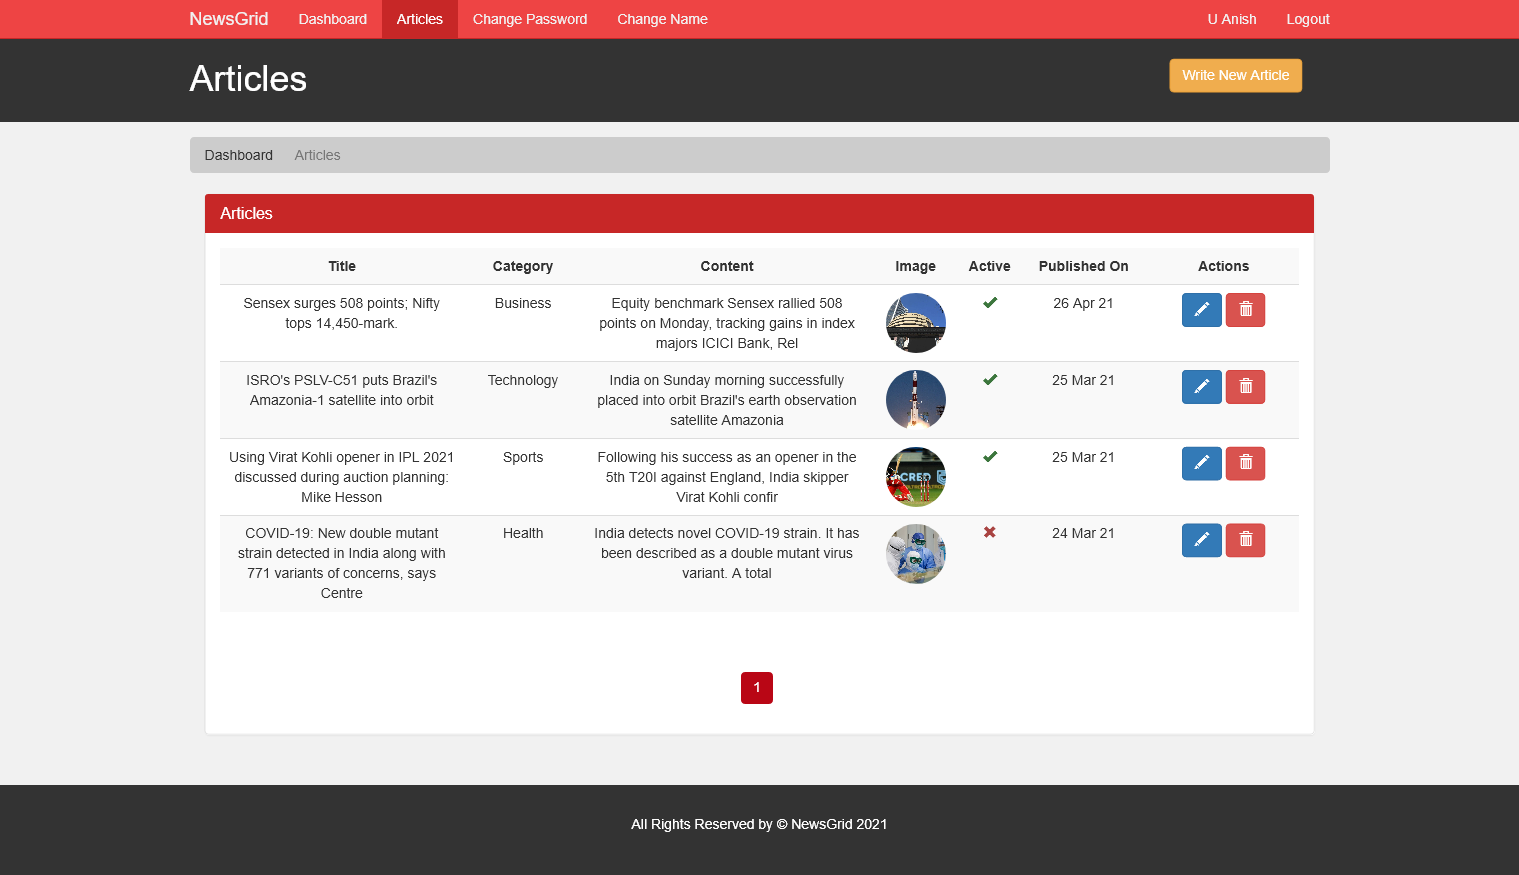 NewsGrid Dashboard Articles Change Password Change Name U Anish Logout
Articles Write New Article
Dashboard Articles
Articles
Title Category Content Image Active Published On Actions
Sensex surges 508 points; Nifty
tops 14,450-mark.
Business
Equity benchmark Sensex rallied 508
points on Monday, tracking gains in index
majors ICICI Bank, Rel
26 Apr 21
ISRO's PSLV-C51 puts Brazil's
Amazonia-1 satellite into orbit
Technology
India on Sunday morning successfully
placed into orbit Brazil's earth observation
satellite Amazonia
25 Mar 21
Using Virat Kohli opener in IPL 2021
discussed during auction planning:
Mike Hesson
Sports
Following his success as an opener in the
5th T20I against England, India skipper
Virat Kohli confir
CRED
25 Mar 21
COVID-19: New double mutant
strain detected in India along with
771 variants of concerns, says
Centre
Health
India detects novel COVID-19 strain. It has
been described as a double mutant virus
variant. A total
24 Mar 21
1
All Rights Reserved by © NewsGrid 2021